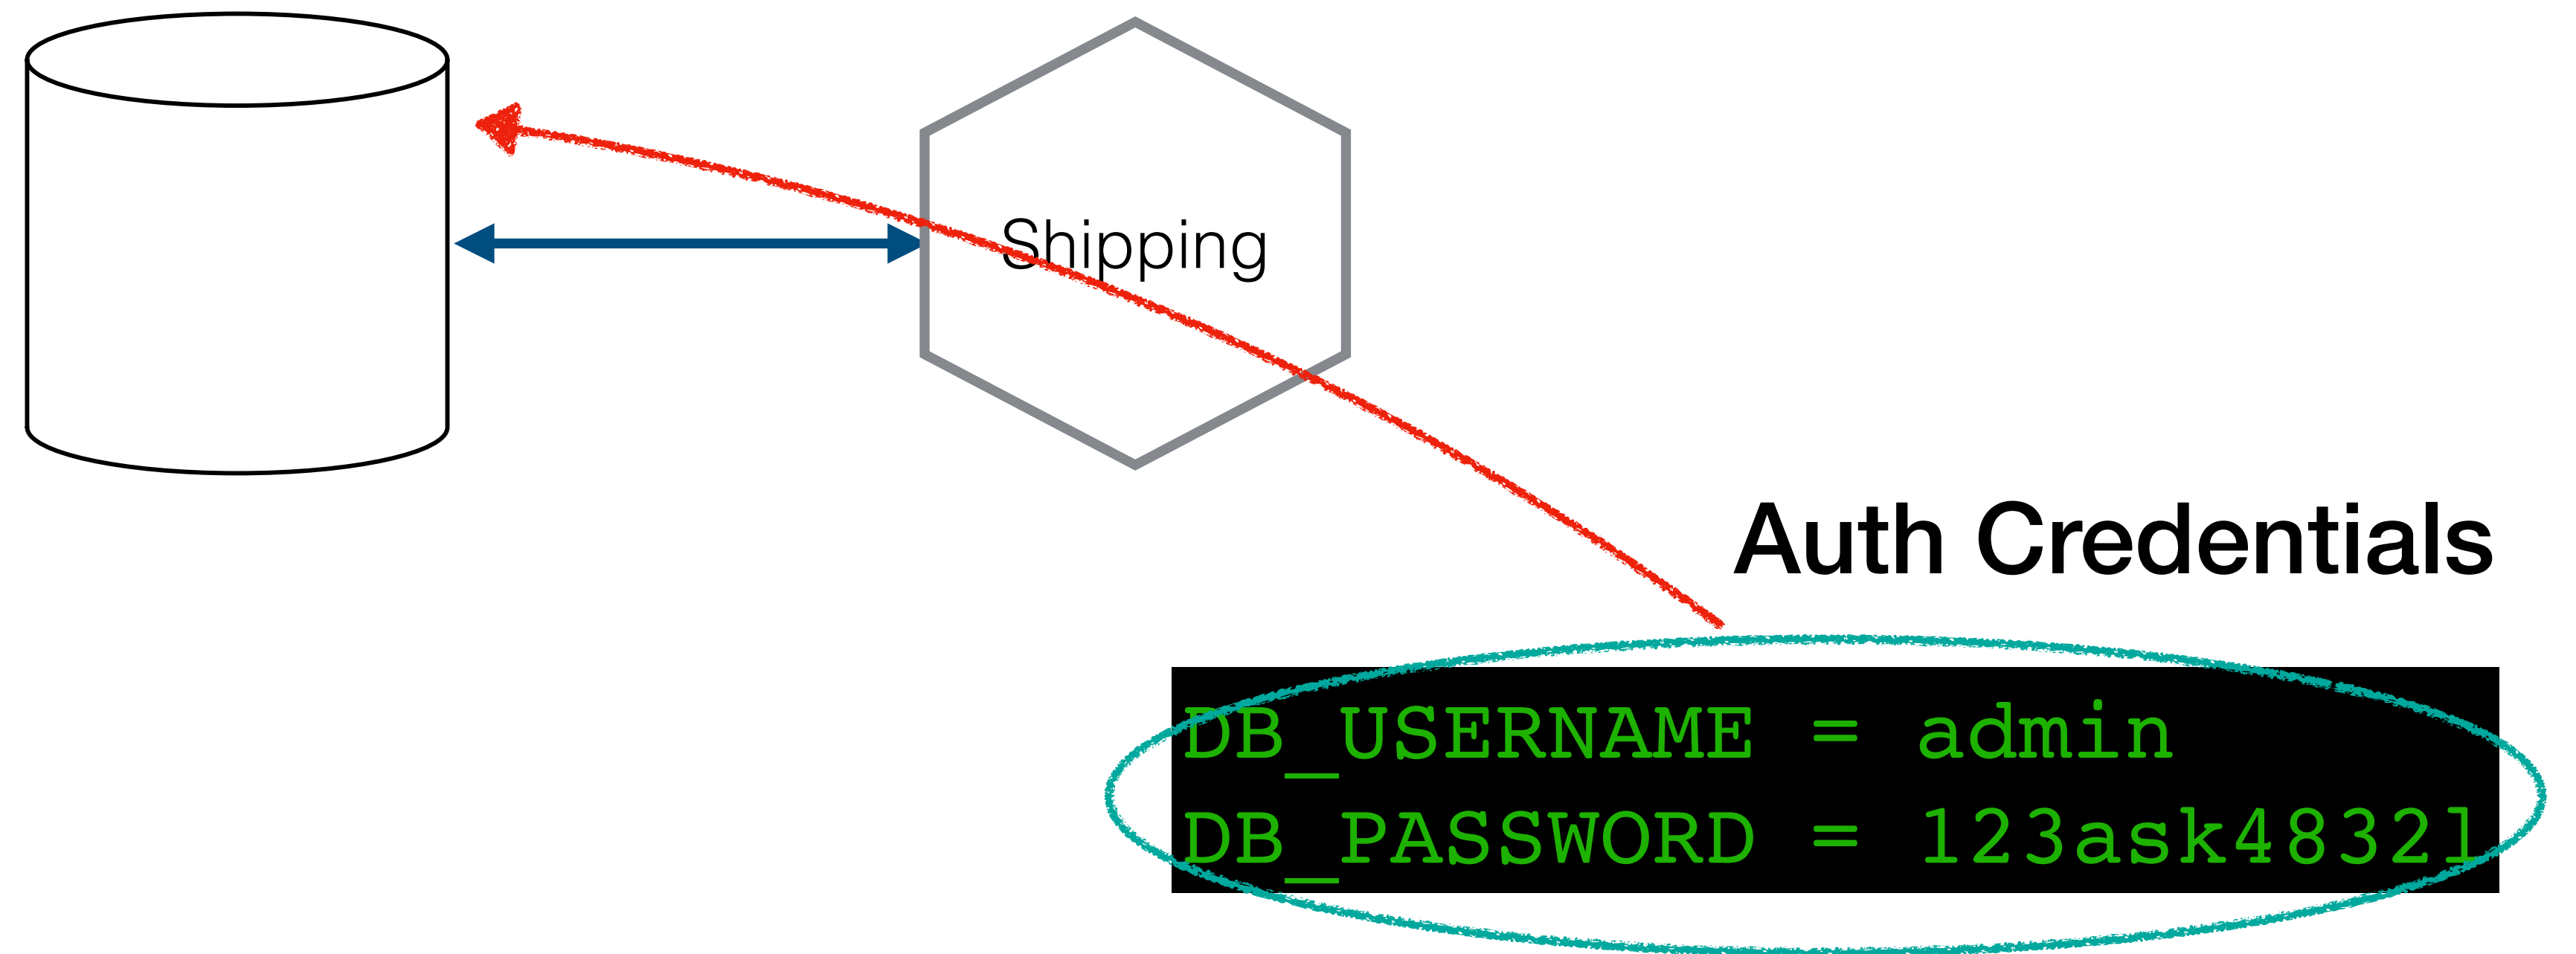 Shipping
Auth Credentials
DB_USERNAME = admin
DB_PASSWORD = 123ask4832l